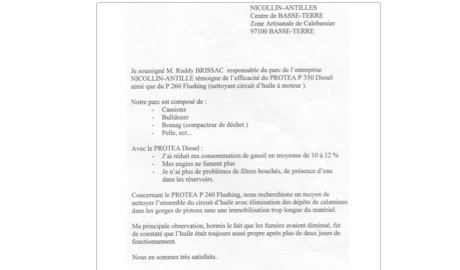 NICOLLIN-ANTILLES
Centre de BASSE-TERRE
Zone Artisanale de Calebassier
97100 BASSE-TERRE
Je soussigné M. Ruddy BRISSAC responsable du parc de l'entreprise
NICOLLIN-ANTILLE témoigne de l'efficacité du PROTEA P 350 Diesel
ainsi que du P 260 Flushing (nettoyant circuit d'huile à moteur ).
Notre parc est composé de :
- Camions
- Bulldozer
- Bomag (compacteur de déchet )
- Pelle, ect...
Avec le PROTEA Diesel :
- J'ai réduit ma consommation de gasoil en moyenne de 10 à 12 %
- Mes engins ne fument plus
- Je n'ai plus de problèmes de filtres bouchés, de présence d'eau
dans les réservoirs.
Concernant le PROTEA P 260 Flushing, nous recherchions un moyen de
nettoyer l'ensemble du circuit d'huile avec élimination des dépôts de calamines
dans les gorges de pistons sans une immobilisation trop longue du matériel.
Ma principale observation, hormis le fait que les fumées avaient diminué, fut
de constaté que l'huile était toujours aussi propre après plus de deux jours de
fonctionnement.
Nous en sommes très satisfaits.